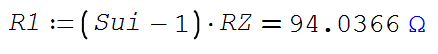 R1 := (Sui − 1) · RZ = 94.0366 Ω